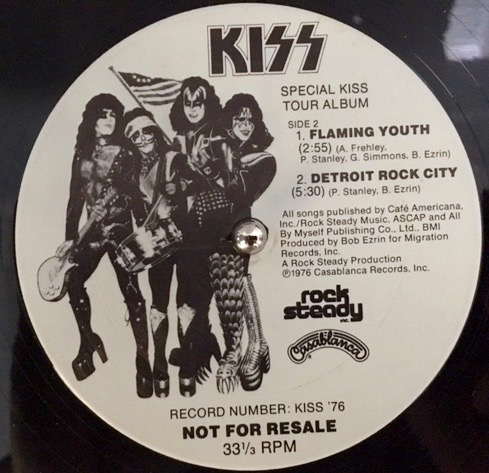 KISS
SPECIAL KISS
TOUR ALBUM
SIDE 2
1. FLAMING YOUTH
(2:55) (A. Frehley,
P. Stanley, G. Simmons, B. Ezrin)
2. DETROIT ROCK CITY
(5:30) (P. Stanley, B. Ezrin)
All songs published by Café Americana,
Inc./Rock Steady Music, ASCAP and All
By Myself Publishing Co., Ltd., BMI
Produced by Bob Ezrin for Migration
Records, Inc.
A Rock Steady Production
℗1976 Casablanca Records, Inc.
rock
steady
inc.
Casablanca
RECORD NUMBER: KISS '76
NOT FOR RESALE
33⅓ RPM